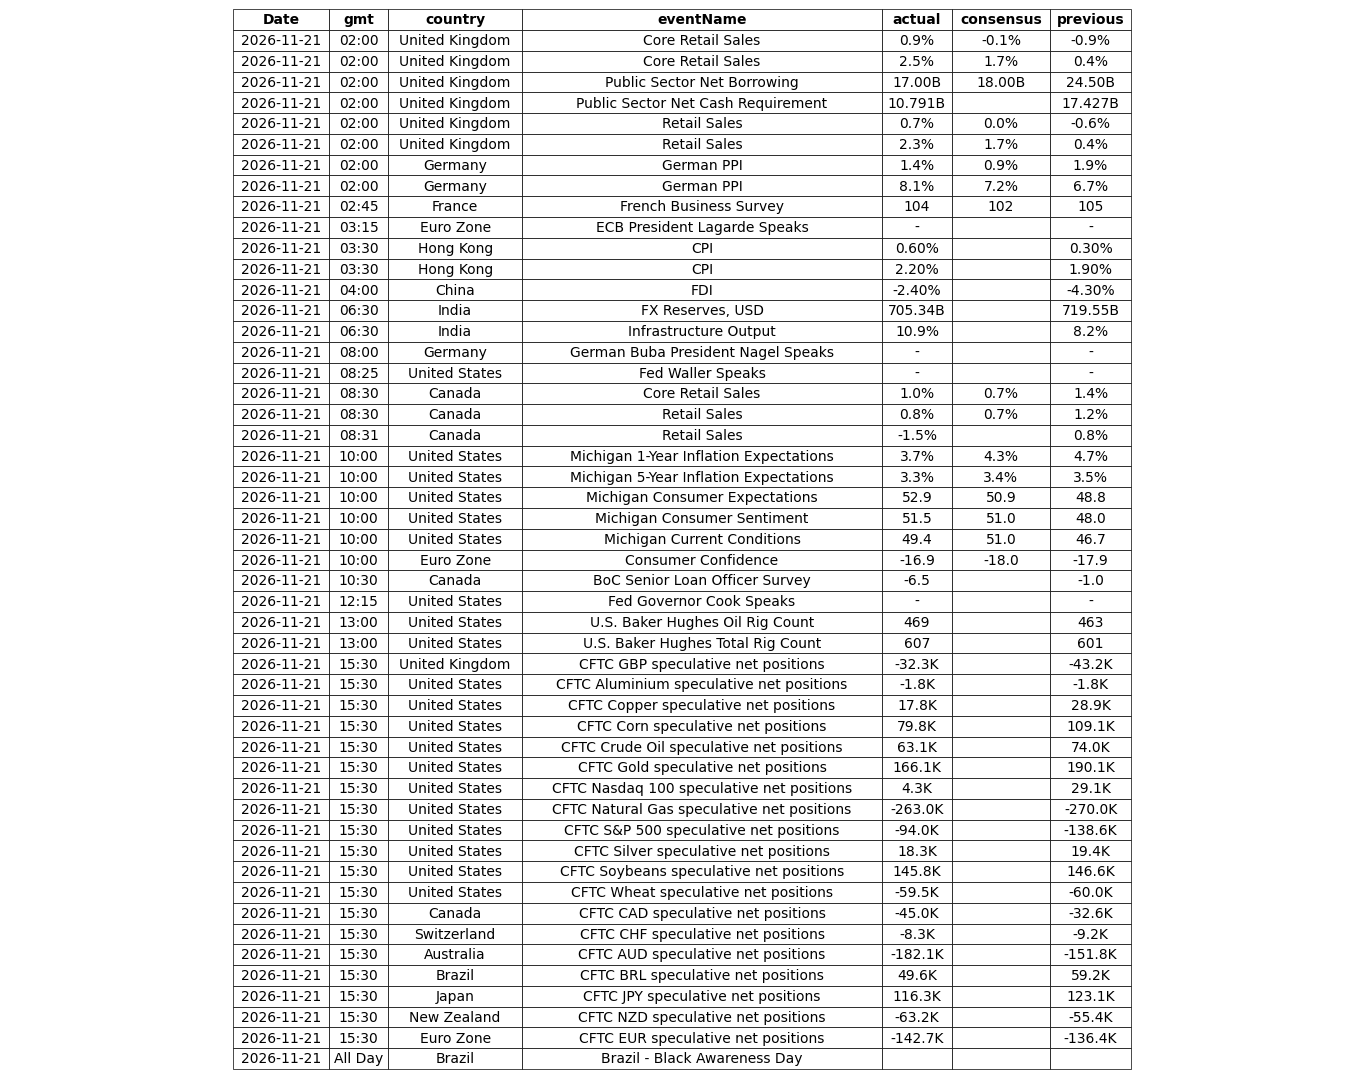 Date gmt country eventName actual consensus previous
2026-11-21 02:00 United Kingdom Core Retail Sales 0.9% -0.1% -0.9%
2026-11-21 02:00 United Kingdom Core Retail Sales 2.5% 1.7% 0.4%
2026-11-21 02:00 United Kingdom Public Sector Net Borrowing 17.00B 18.00B 24.50B
2026-11-21 02:00 United Kingdom Public Sector Net Cash Requirement 10.791B 17.427B
2026-11-21 02:00 United Kingdom Retail Sales 0.7% 0.0% -0.6%
2026-11-21 02:00 United Kingdom Retail Sales 2.3% 1.7% 0.4%
2026-11-21 02:00 Germany German PPI 1.4% 0.9% 1.9%
2026-11-21 02:00 Germany German PPI 8.1% 7.2% 6.7%
2026-11-21 02:45 France French Business Survey 104 102 105
2026-11-21 03:15 Euro Zone ECB President Lagarde Speaks - -
2026-11-21 03:30 Hong Kong CPI 0.60% 0.30%
2026-11-21 03:30 Hong Kong CPI 2.20% 1.90%
2026-11-21 04:00 China FDI -2.40% -4.30%
2026-11-21 06:30 India FX Reserves, USD 705.34B 719.55B
2026-11-21 06:30 India Infrastructure Output 10.9% 8.2%
2026-11-21 08:00 Germany German Buba President Nagel Speaks - -
2026-11-21 08:25 United States Fed Waller Speaks - -
2026-11-21 08:30 Canada Core Retail Sales 1.0% 0.7% 1.4%
2026-11-21 08:30 Canada Retail Sales 0.8% 0.7% 1.2%
2026-11-21 08:31 Canada Retail Sales -1.5% 0.8%
2026-11-21 10:00 United States Michigan 1-Year Inflation Expectations 3.7% 4.3% 4.7%
2026-11-21 10:00 United States Michigan 5-Year Inflation Expectations 3.3% 3.4% 3.5%
2026-11-21 10:00 United States Michigan Consumer Expectations 52.9 50.9 48.8
2026-11-21 10:00 United States Michigan Consumer Sentiment 51.5 51.0 48.0
2026-11-21 10:00 United States Michigan Current Conditions 49.4 51.0 46.7
2026-11-21 10:00 Euro Zone Consumer Confidence -16.9 -18.0 -17.9
2026-11-21 10:30 Canada BoC Senior Loan Officer Survey -6.5 -1.0
2026-11-21 12:15 United States Fed Governor Cook Speaks - -
2026-11-21 13:00 United States U.S. Baker Hughes Oil Rig Count 469 463
2026-11-21 13:00 United States U.S. Baker Hughes Total Rig Count 607 601
2026-11-21 15:30 United Kingdom CFTC GBP speculative net positions -32.3K -43.2K
2026-11-21 15:30 United States CFTC Aluminium speculative net positions -1.8K -1.8K
2026-11-21 15:30 United States CFTC Copper speculative net positions 17.8K 28.9K
2026-11-21 15:30 United States CFTC Corn speculative net positions 79.8K 109.1K
2026-11-21 15:30 United States CFTC Crude Oil speculative net positions 63.1K 74.0K
2026-11-21 15:30 United States CFTC Gold speculative net positions 166.1K 190.1K
2026-11-21 15:30 United States CFTC Nasdaq 100 speculative net positions 4.3K 29.1K
2026-11-21 15:30 United States CFTC Natural Gas speculative net positions -263.0K -270.0K
2026-11-21 15:30 United States CFTC S&P 500 speculative net positions -94.0K -138.6K
2026-11-21 15:30 United States CFTC Silver speculative net positions 18.3K 19.4K
2026-11-21 15:30 United States CFTC Soybeans speculative net positions 145.8K 146.6K
2026-11-21 15:30 United States CFTC Wheat speculative net positions -59.5K -60.0K
2026-11-21 15:30 Canada CFTC CAD speculative net positions -45.0K -32.6K
2026-11-21 15:30 Switzerland CFTC CHF speculative net positions -8.3K -9.2K
2026-11-21 15:30 Australia CFTC AUD speculative net positions -182.1K -151.8K
2026-11-21 15:30 Brazil CFTC BRL speculative net positions 49.6K 59.2K
2026-11-21 15:30 Japan CFTC JPY speculative net positions 116.3K 123.1K
2026-11-21 15:30 New Zealand CFTC NZD speculative net positions -63.2K -55.4K
2026-11-21 15:30 Euro Zone CFTC EUR speculative net positions -142.7K -136.4K
2026-11-21 All Day Brazil Brazil - Black Awareness Day